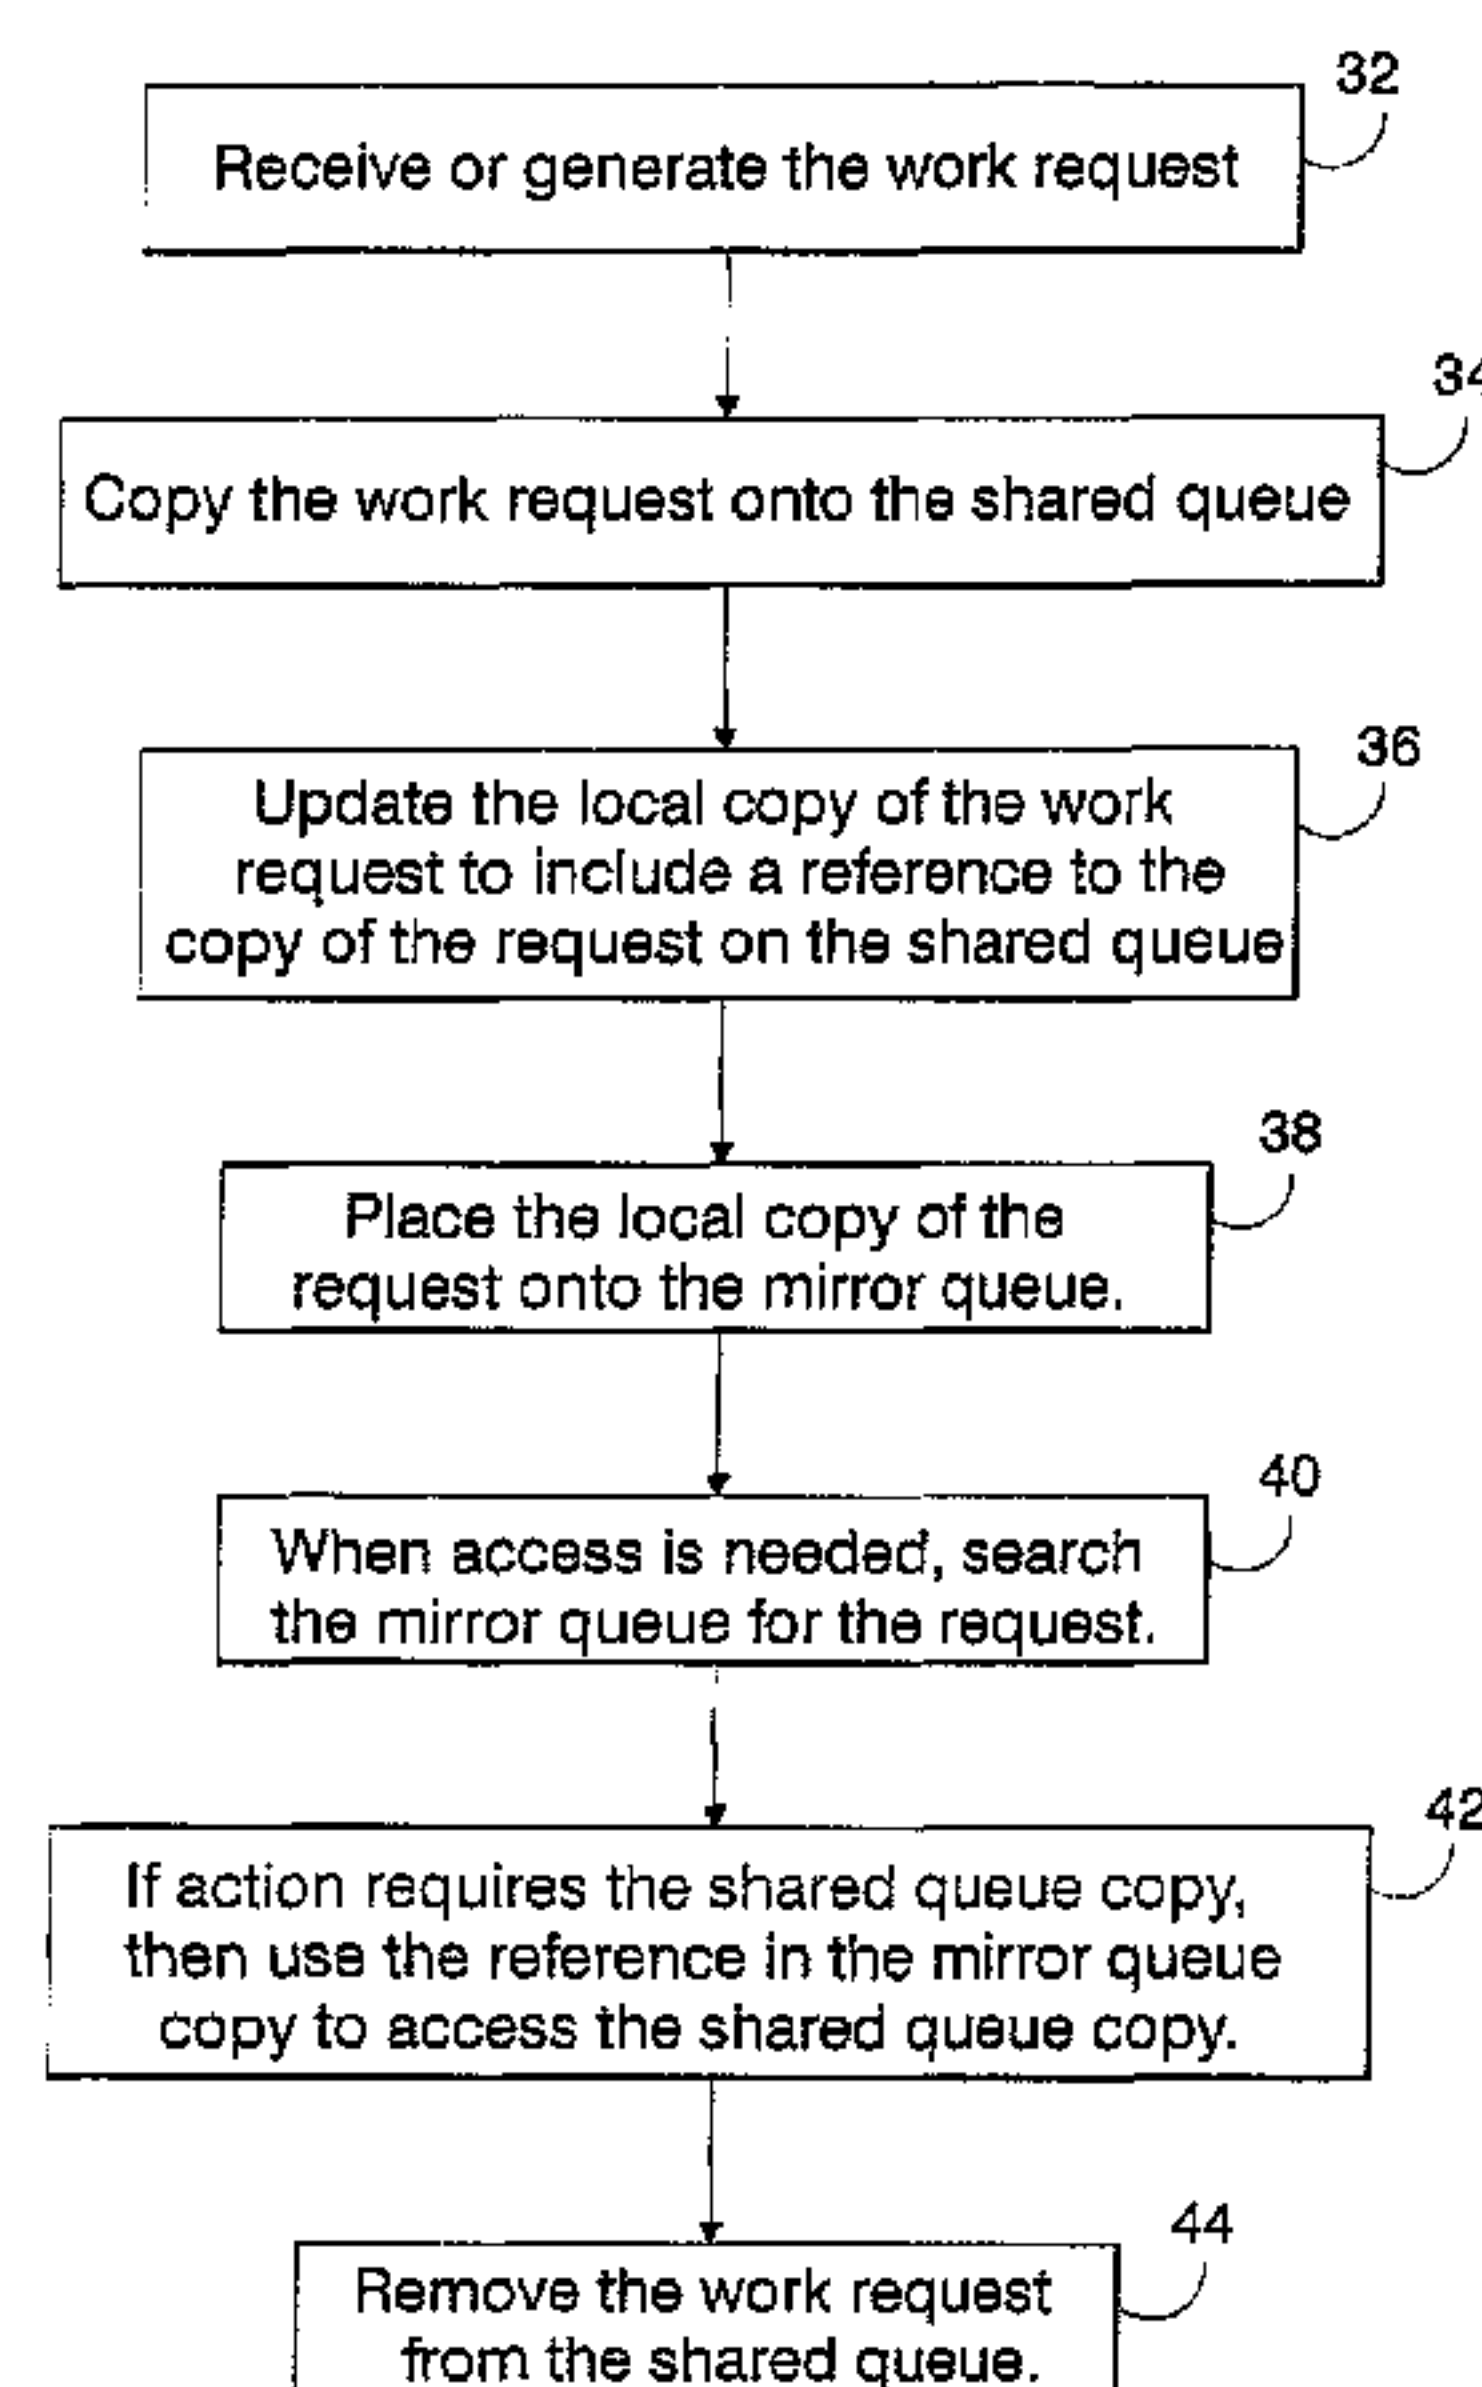 32
Receive or generate the work request
34
Copy the work request onto the shared queue
36
Update the local copy of the work
request to include a reference to the
copy of the request on the shared queue
38
Place the local copy of the
request onto the mirror queue.
40
When access is needed, search
the mirror queue for the request.
42
If action requires the shared queue copy,
then use the reference in the mirror queue
copy to access the shared queue copy.
44
Remove the work request
from the shared queue.